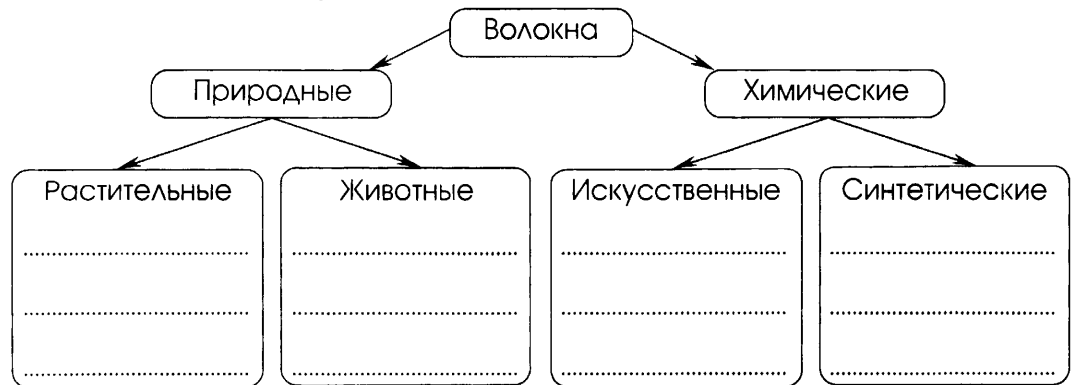 Волокна
Природные
Химические
Растительные
Животные
Искусственные
Синтетические